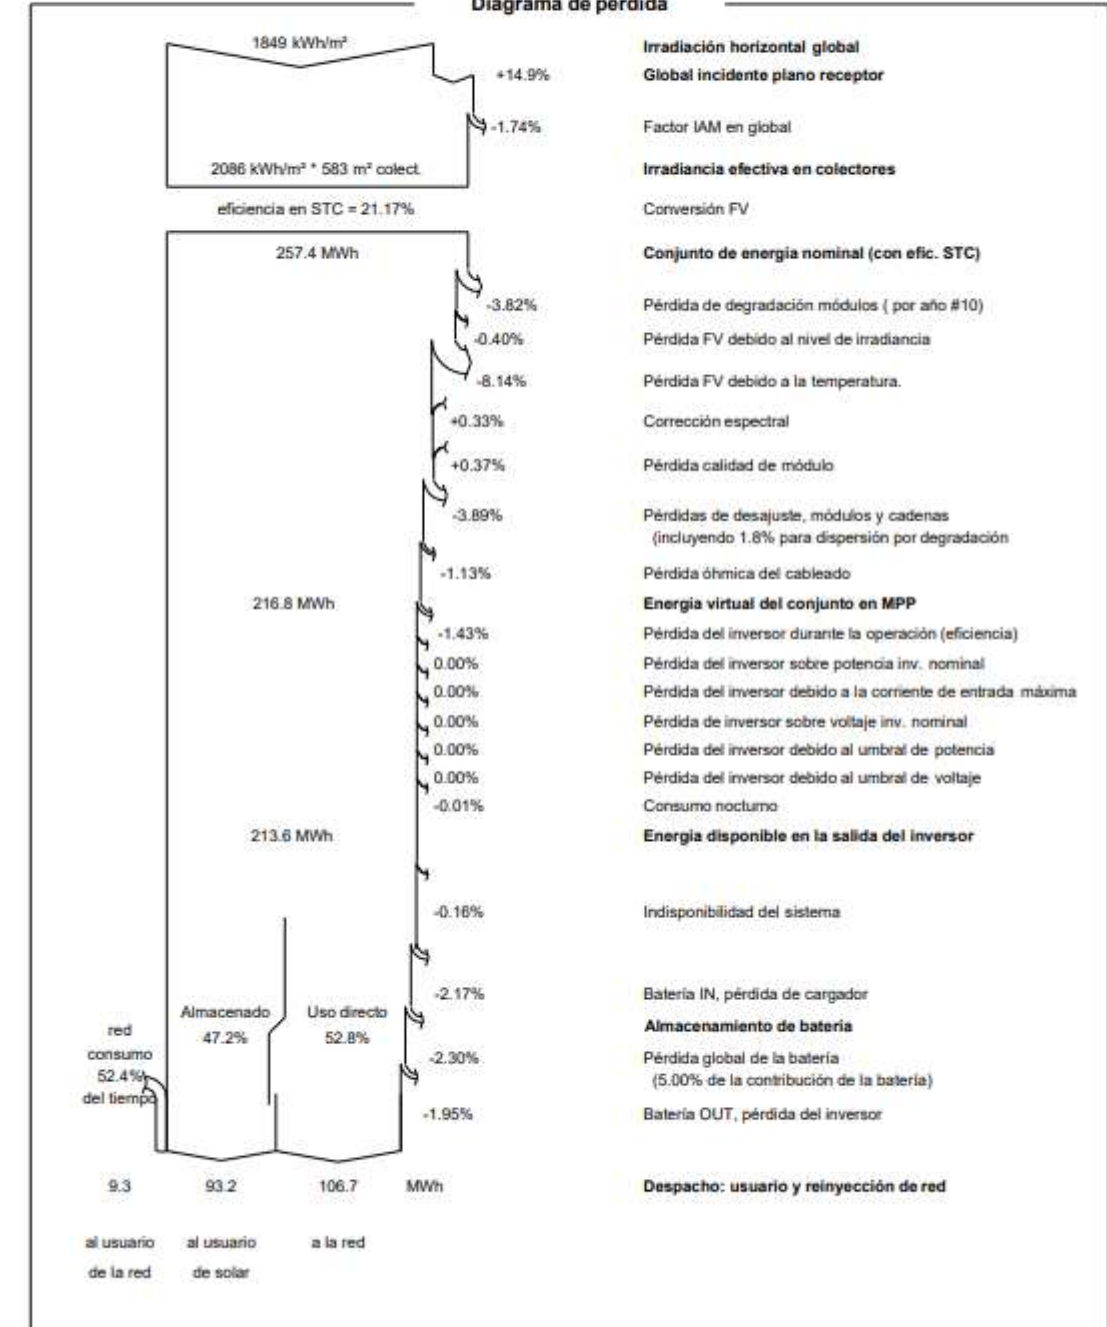 Diagrama de pérdida
1849 kWh/m²
Irradiación horizontal global
+14.9%
Global incidente plano receptor
-1.74%
Factor IAM en global
2086 kWh/m² * 583 m² colect.
Irradiancia efectiva en colectores
eficiencia en STC = 21.17%
Conversión FV
257.4 MWh
Conjunto de energía nominal (con efic. STC)
-3.82%
Pérdida de degradación módulos ( por año #10)
-0.40%
Pérdida FV debido al nivel de irradiancia
-8.14%
Pérdida FV debido a la temperatura.
+0.33%
Corrección espectral
+0.37%
Pérdida calidad de módulo
-3.89%
Pérdidas de desajuste, módulos y cadenas
(incluyendo 1.8% para dispersión por degradación
-1.13%
Pérdida óhmica del cableado
216.8 MWh
Energía virtual del conjunto en MPP
-1.43%
Pérdida del inversor durante la operación (eficiencia)
0.00%
Pérdida del inversor sobre potencia inv. nominal
0.00%
Pérdida del inversor debido a la corriente de entrada máxima
0.00%
Pérdida de inversor sobre voltaje inv. nominal
0.00%
Pérdida del inversor debido al umbral de potencia
0.00%
Pérdida del inversor debido al umbral de voltaje
-0.01%
Consumo nocturno
213.6 MWh
Energía disponible en la salida del inversor
-0.16%
Indisponibilidad del sistema
-2.17%
Batería IN, pérdida de cargador
Almacenado
47.2%
Uso directo
52.8%
Almacenamiento de batería
red
consumo
52.4%
del tiempo
-2.30%
Pérdida global de la batería
(5.00% de la contribución de la batería)
-1.95%
Batería OUT, pérdida del inversor
9.3
93.2
106.7
MWh
Despacho: usuario y reinyección de red
al usuario
de la red
al usuario
de solar
a la red